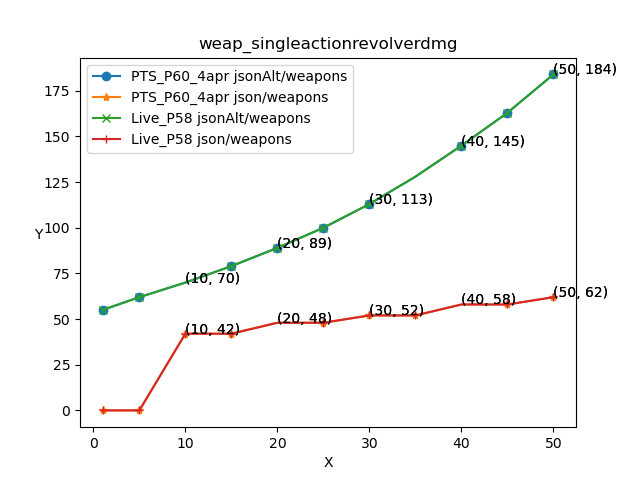 weap_singleactionrevolverdmg
PTS_P60_4apr jsonAlt/weapons
PTS_P60_4apr json/weapons
Live_P58 jsonAlt/weapons
Live_P58 json/weapons
(50, 184)
(40, 145)
(30, 113)
(20, 89)
(10, 70)
(50, 62)
(40, 58)
(30, 52)
(20, 48)
(10, 42)
175
150
125
100
75
50
25
0
Y
0 10 20 30 40 50
X